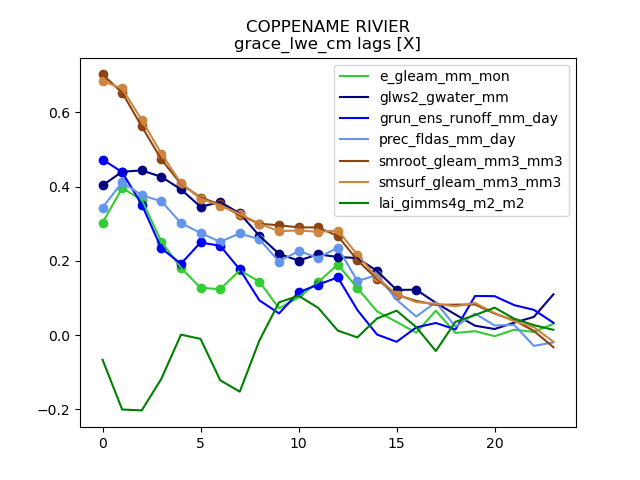 COPPENAME RIVIER
grace_lwe_cm lags [X]
e_gleam_mm_mon
glws2_gwater_mm
grun_ens_runoff_mm_day
prec_fldas_mm_day
smroot_gleam_mm3_mm3
smsurf_gleam_mm3_mm3
lai_gimms4g_m2_m2
0.6
0.4
0.2
0.0
−0.2
0 5 10 15 20